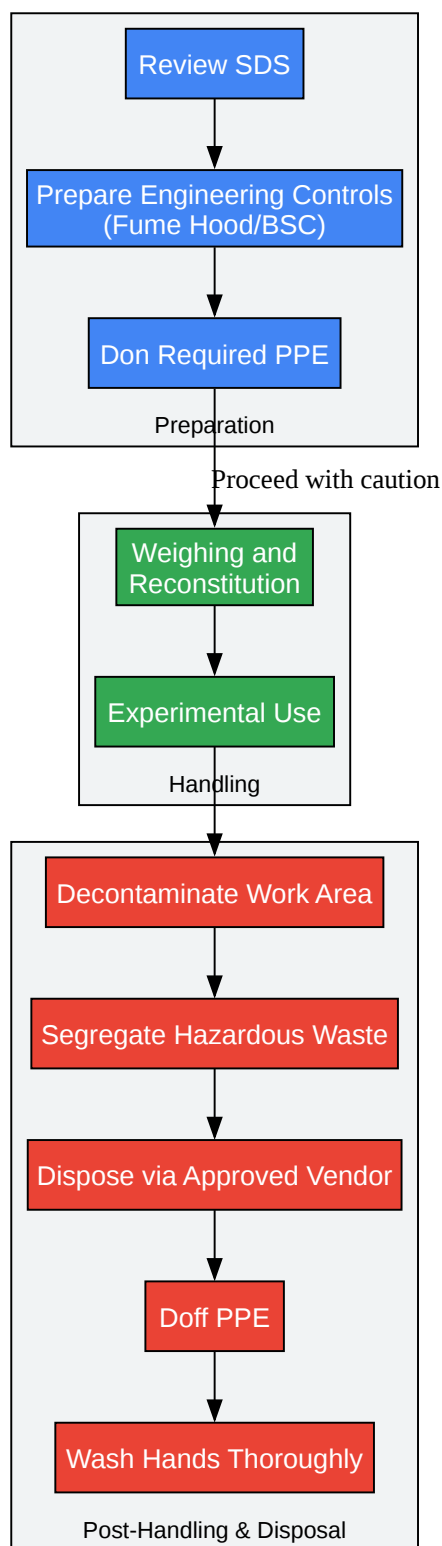 Review SDS
Prepare Engineering Controls
(Fume Hood/BSC)
Don Required PPE
Preparation
Proceed with caution
Weighing and
Reconstitution
Experimental Use
Handling
Decontaminate Work Area
Segregate Hazardous Waste
Dispose via Approved Vendor
Doff PPE
Wash Hands Thoroughly
Post-Handling & Disposal